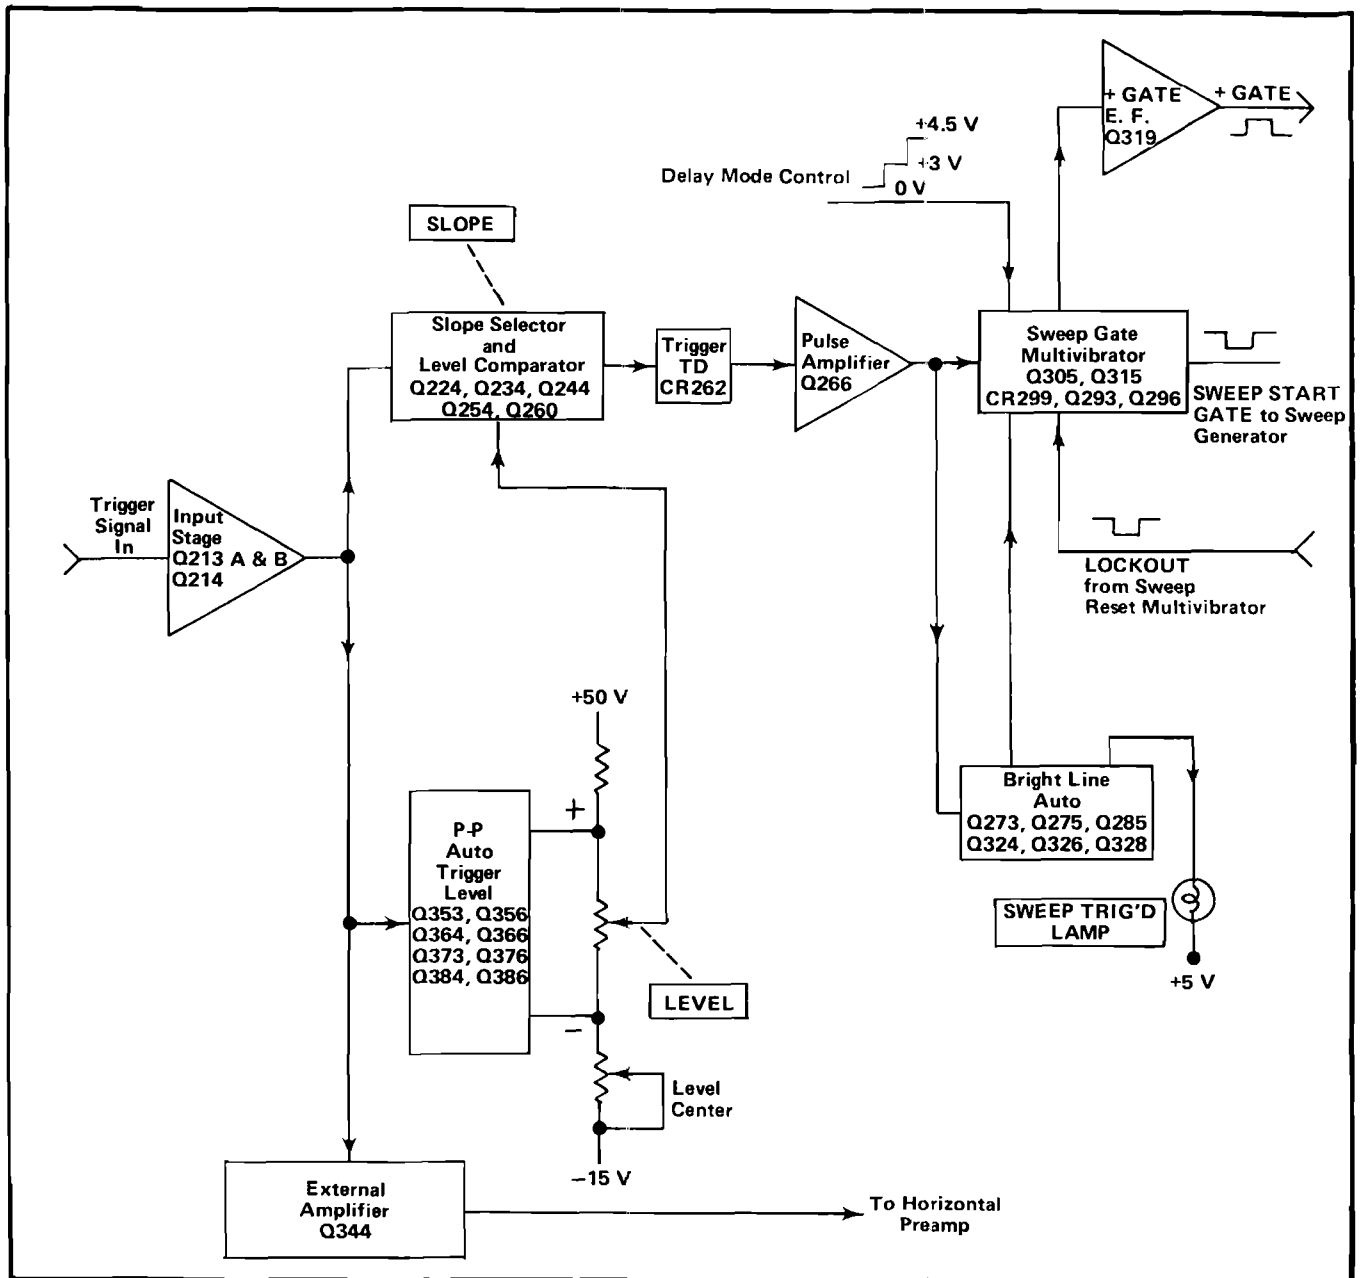 + GATE
E. F.
Q319
+ GATE
+4.5 V
+3 V
0 V
Delay Mode Control
SLOPE
Slope Selector
and
Level Comparator
Q224, Q234, Q244
Q254, Q260
Trigger
TD
CR262
Pulse
Amplifier
Q266
Sweep Gate
Multivibrator
Q305, Q315
CR299, Q293, Q296
SWEEP START
GATE to Sweep
Generator
Trigger
Signal
In
Input
Stage
Q213 A & B
Q214
LOCKOUT
from Sweep
Reset Multivibrator
+50 V
+
P-P
Auto
Trigger
Level
Q353, Q356
Q364, Q366
Q373, Q376
Q384, Q386
−
LEVEL
Bright Line
Auto
Q273, Q275, Q285
Q324, Q326, Q328
SWEEP TRIG'D
LAMP
+5 V
Level
Center
−15 V
External
Amplifier
Q344
To Horizontal
Preamp